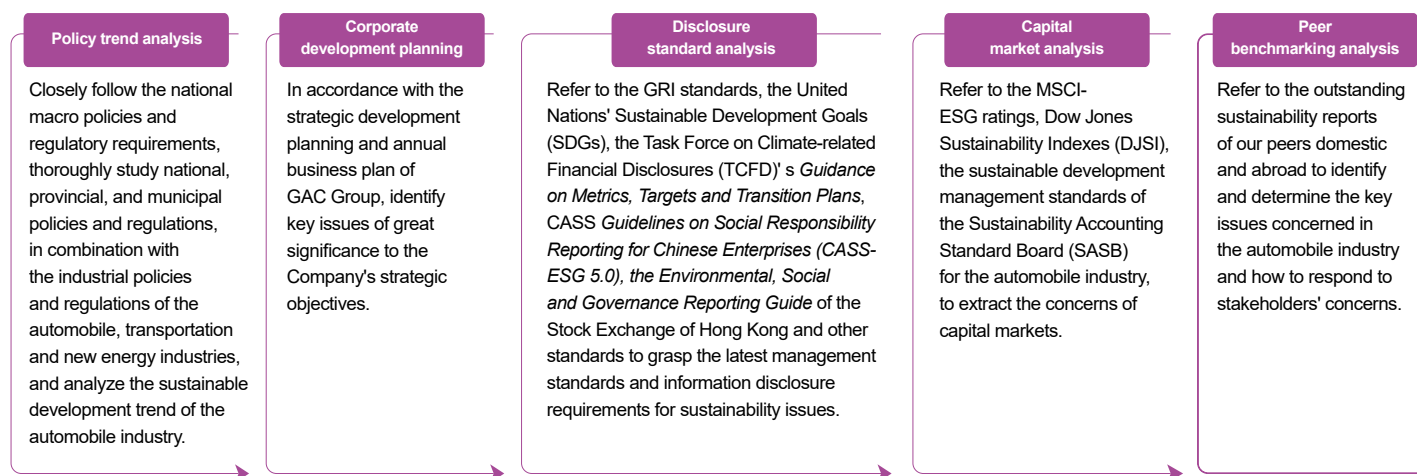 Policy trend analysis
Closely follow the national
macro policies and
regulatory requirements,
thoroughly study national,
provincial, and municipal
policies and regulations,
in combination with
the industrial policies
and regulations of the
automobile, transportation
and new energy industries,
and analyze the sustainable
development trend of the
automobile industry.
Corporate
development planning
In accordance with the
strategic development
planning and annual
business plan of
GAC Group, identify
key issues of great
significance to the
Company's strategic
objectives.
Disclosure
standard analysis
Refer to the GRI standards, the United
Nations' Sustainable Development Goals
(SDGs), the Task Force on Climate-related
Financial Disclosures (TCFD)' s Guidance
on Metrics, Targets and Transition Plans,
CASS Guidelines on Social Responsibility
Reporting for Chinese Enterprises (CASS-
ESG 5.0), the Environmental, Social
and Governance Reporting Guide of the
Stock Exchange of Hong Kong and other
standards to grasp the latest management
standards and information disclosure
requirements for sustainability issues.
Capital
market analysis
Refer to the MSCI-
ESG ratings, Dow Jones
Sustainability Indexes (DJSI),
the sustainable development
management standards of
the Sustainability Accounting
Standard Board (SASB)
for the automobile industry,
to extract the concerns of
capital markets.
Peer
benchmarking analysis
Refer to the outstanding
sustainability reports
of our peers domestic
and abroad to identify
and determine the key
issues concerned in
the automobile industry
and how to respond to
stakeholders' concerns.